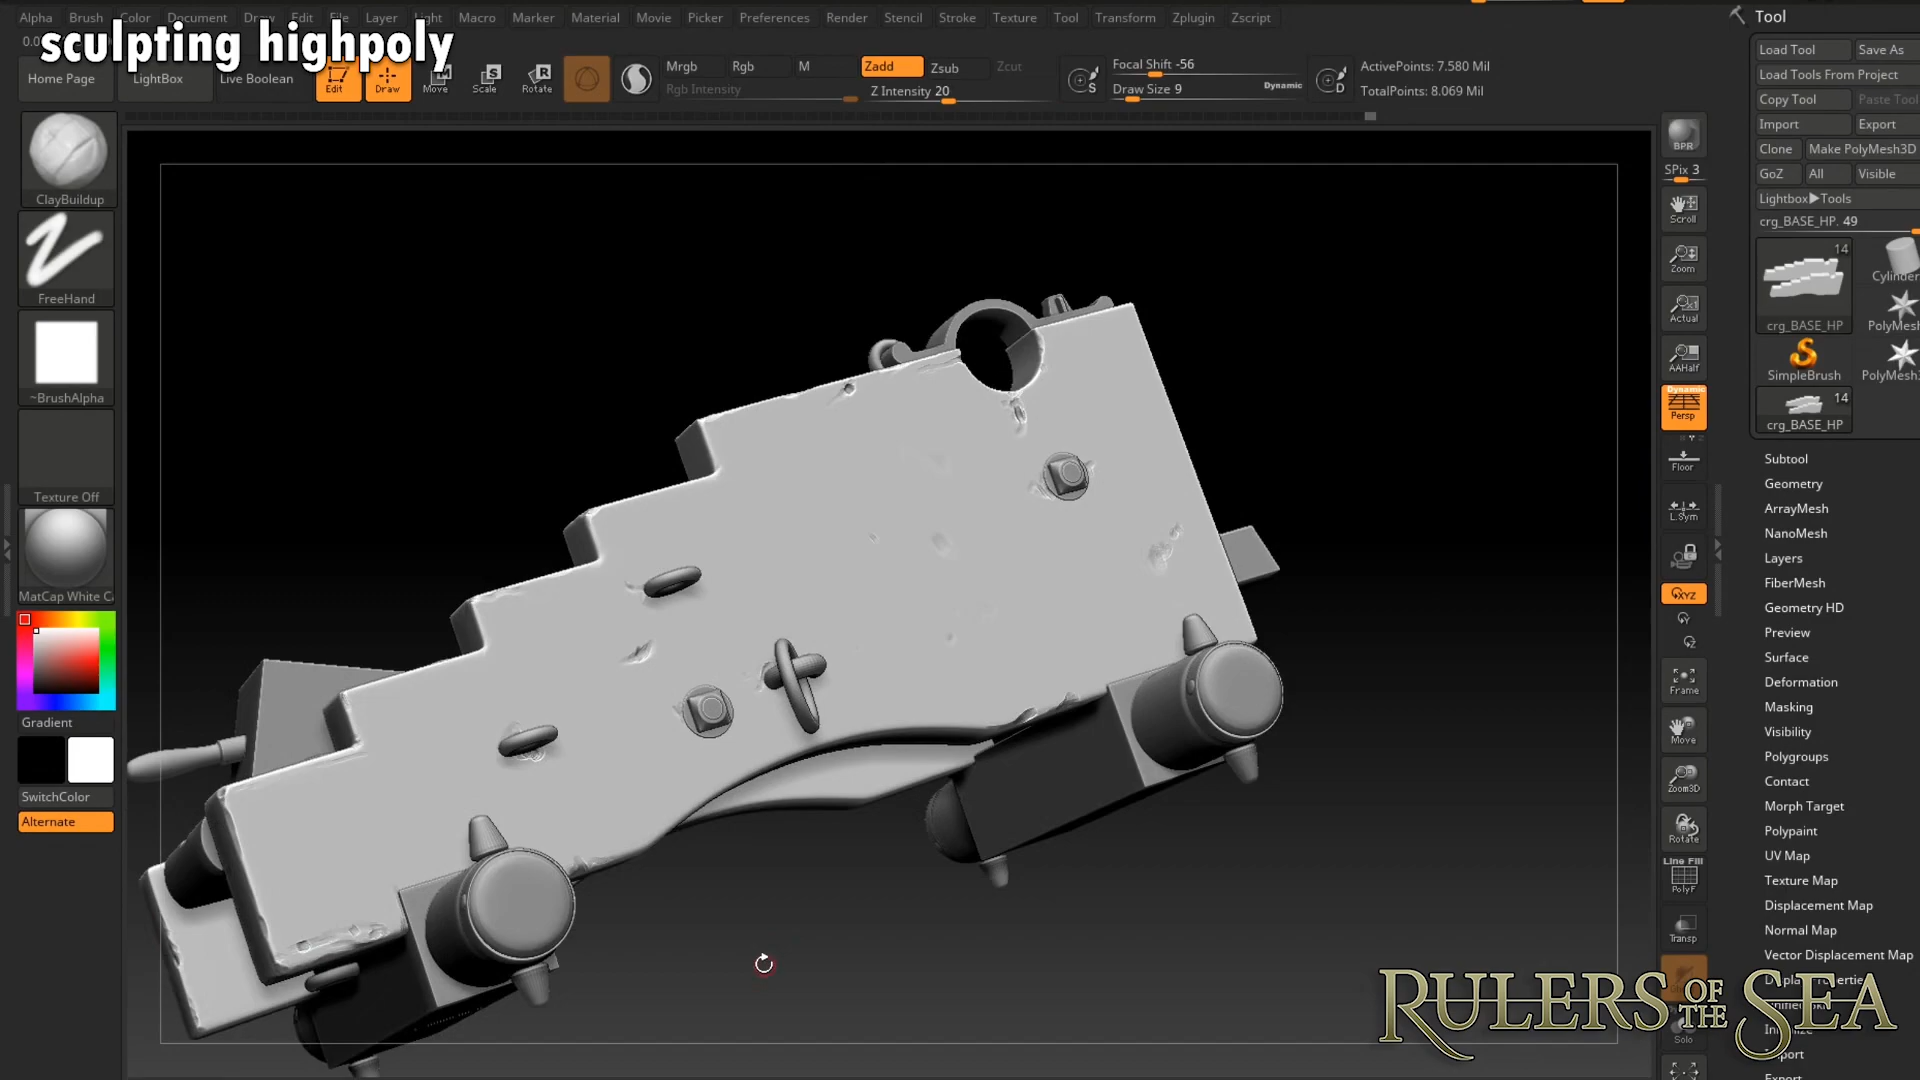 Alpha Brush Color Document Draw Edit File Layer Light Macro Marker Material Movie Picker Preferences Render Stencil Stroke Texture Tool Transform Zplugin Zscript
sculpting highpoly
Home Page LightBox Live Boolean Edit Draw Move Scale Rotate
M S R
Mrgb Rgb M Zadd Zsub Zcut
Rgb Intensity Z Intensity 20
S Focal Shift -56
Draw Size 9 Dynamic
D ActivePoints: 7.580 Mil
TotalPoints: 8.069 Mil
ClayBuildup
FreeHand
~BrushAlpha
Texture Off
MatCap White C
Gradient
SwitchColor
Alternate
BPR
SPix 3
Scroll
Zoom
Actual
AAHalf
Dynamic
Persp
Floor
L.Sym
XYZ
Frame
Move
Zoom3D
Rotate
Line Fill
PolyF
Transp
Solo
Tool
Load Tool Save As
Load Tools From Project
Copy Tool Paste Tool
Import Export
Clone Make PolyMesh3D
GoZ All Visible
Lightbox▶Tools
crg_BASE_HP. 49
14
crg_BASE_HP
Cylinder
PolyMesh
SimpleBrush
PolyMesh3
14
crg_BASE_HP
Subtool
Geometry
ArrayMesh
NanoMesh
Layers
FiberMesh
Geometry HD
Preview
Surface
Deformation
Masking
Visibility
Polygroups
Contact
Morph Target
Polypaint
UV Map
Texture Map
Displacement Map
Normal Map
Vector Displacement Map
RULERS OF THE SEA